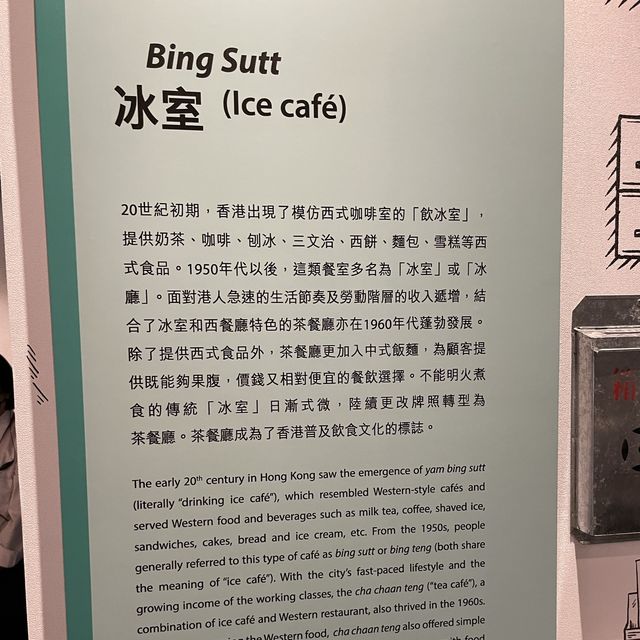 Bing Sutt
冰室 (Ice café)
20世紀初期，香港出現了模仿西式咖啡室的「飲冰室」，
提供奶茶、咖啡、刨冰、三文治、西餅、麵包、雪糕等西
式食品。1950年代以後，這類餐室多名為「冰室」或「冰
廳」。面對港人急速的生活節奏及勞動階層的收入遞增，結
合了冰室和西餐廳特色的茶餐廳亦在1960年代蓬勃發展。
除了提供西式食品外，茶餐廳更加入中式飯麵，為顧客提
供既能夠果腹，價錢又相對便宜的餐飲選擇。不能明火煮
食的傳統「冰室」日漸式微，陸續更改牌照轉型為
茶餐廳。茶餐廳成為了香港普及飲食文化的標誌。
The early 20th century in Hong Kong saw the emergence of yam bing sutt
(literally “drinking ice café”), which resembled Western-style cafés and
served Western food and beverages such as milk tea, coffee, shaved ice,
sandwiches, cakes, bread and ice cream, etc. From the 1950s, people
generally referred to this type of café as bing sutt or bing teng (both share
the meaning of “ice café”). With the city’s fast-paced lifestyle and the
growing income of the working classes, the cha chaan teng (“tea café”), a
combination of ice café and Western restaurant, also thrived in the 1960s.
the Western food, cha chaan teng also offered simple
with food